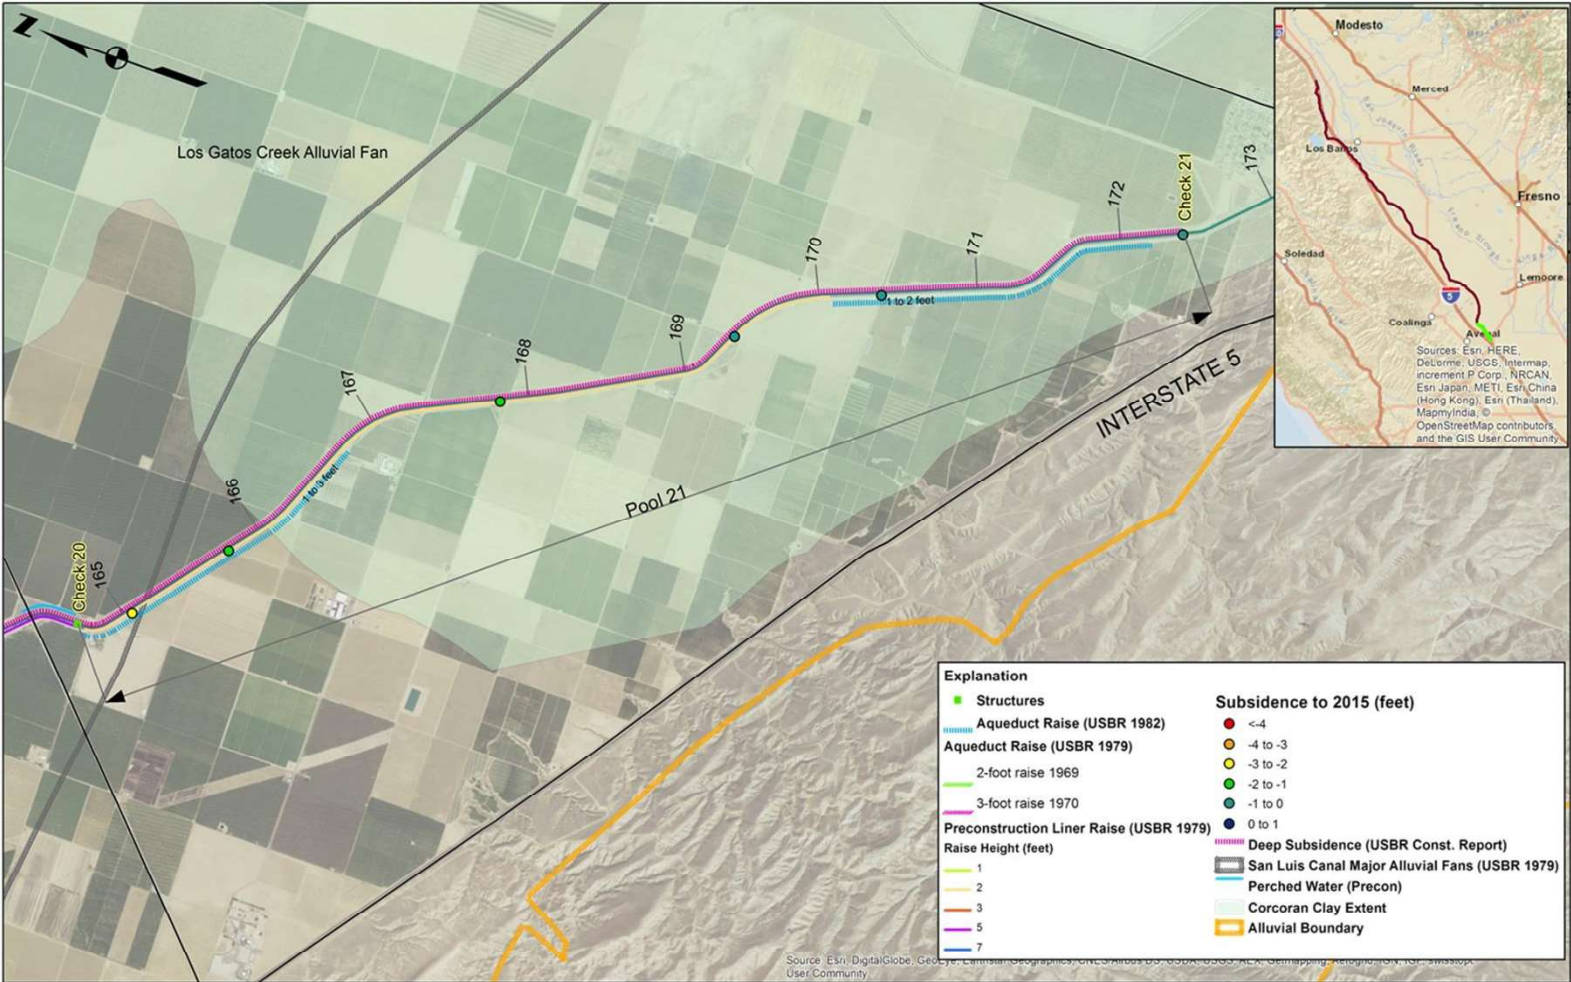 Z
Los Gatos Creek Alluvial Fan
Check 20
165
166
167
168
169
170
171
172
Check 21
173
1 to 3 feet
1 to 2 feet
Pool 21
INTERSTATE 5
Modesto
Merced
Los Banos
Fresno
Soledad
Lemoore
5
Coalinga
Avenal
Sources: Esri, HERE,
DeLorme, USGS, Intermap,
increment P Corp., NRCAN,
Esri Japan, METI, Esri China
(Hong Kong), Esri (Thailand),
MapmyIndia, ©
OpenStreetMap contributors,
and the GIS User Community
Explanation
Structures
Aqueduct Raise (USBR 1982)
Aqueduct Raise (USBR 1979)
2-foot raise 1969
3-foot raise 1970
Preconstruction Liner Raise (USBR 1979)
Raise Height (feet)
1
2
3
5
7
Subsidence to 2015 (feet)
<-4
-4 to -3
-3 to -2
-2 to -1
-1 to 0
0 to 1
Deep Subsidence (USBR Const. Report)
San Luis Canal Major Alluvial Fans (USBR 1979)
Perched Water (Precon)
Corcoran Clay Extent
Alluvial Boundary
Source: Esri, DigitalGlobe,
User Community